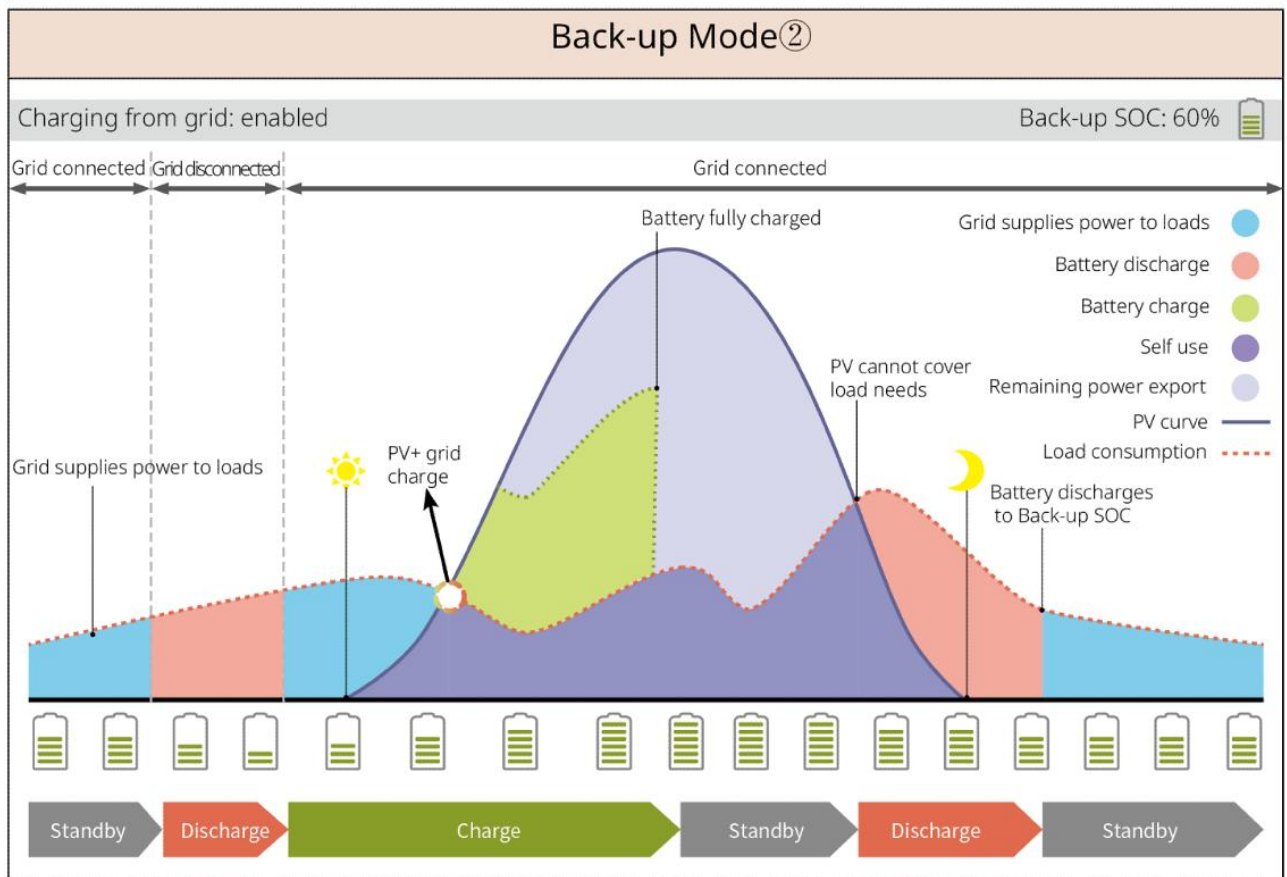 Back-up Mode②
Charging from grid: enabled
Back-up SOC: 60%
Grid connected
Grid disconnected
Grid connected
Battery fully charged
Grid supplies power to loads
Battery discharge
Battery charge
Self use
Remaining power export
PV curve
Load consumption
PV cannot cover
load needs
PV+ grid
charge
Grid supplies power to loads
Battery discharges
to Back-up SOC
Standby
Discharge
Charge
Standby
Discharge
Standby